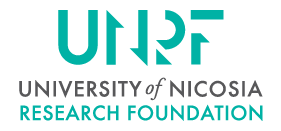 UNRF
UNIVERSITY of NICOSIA
RESEARCH FOUNDATION